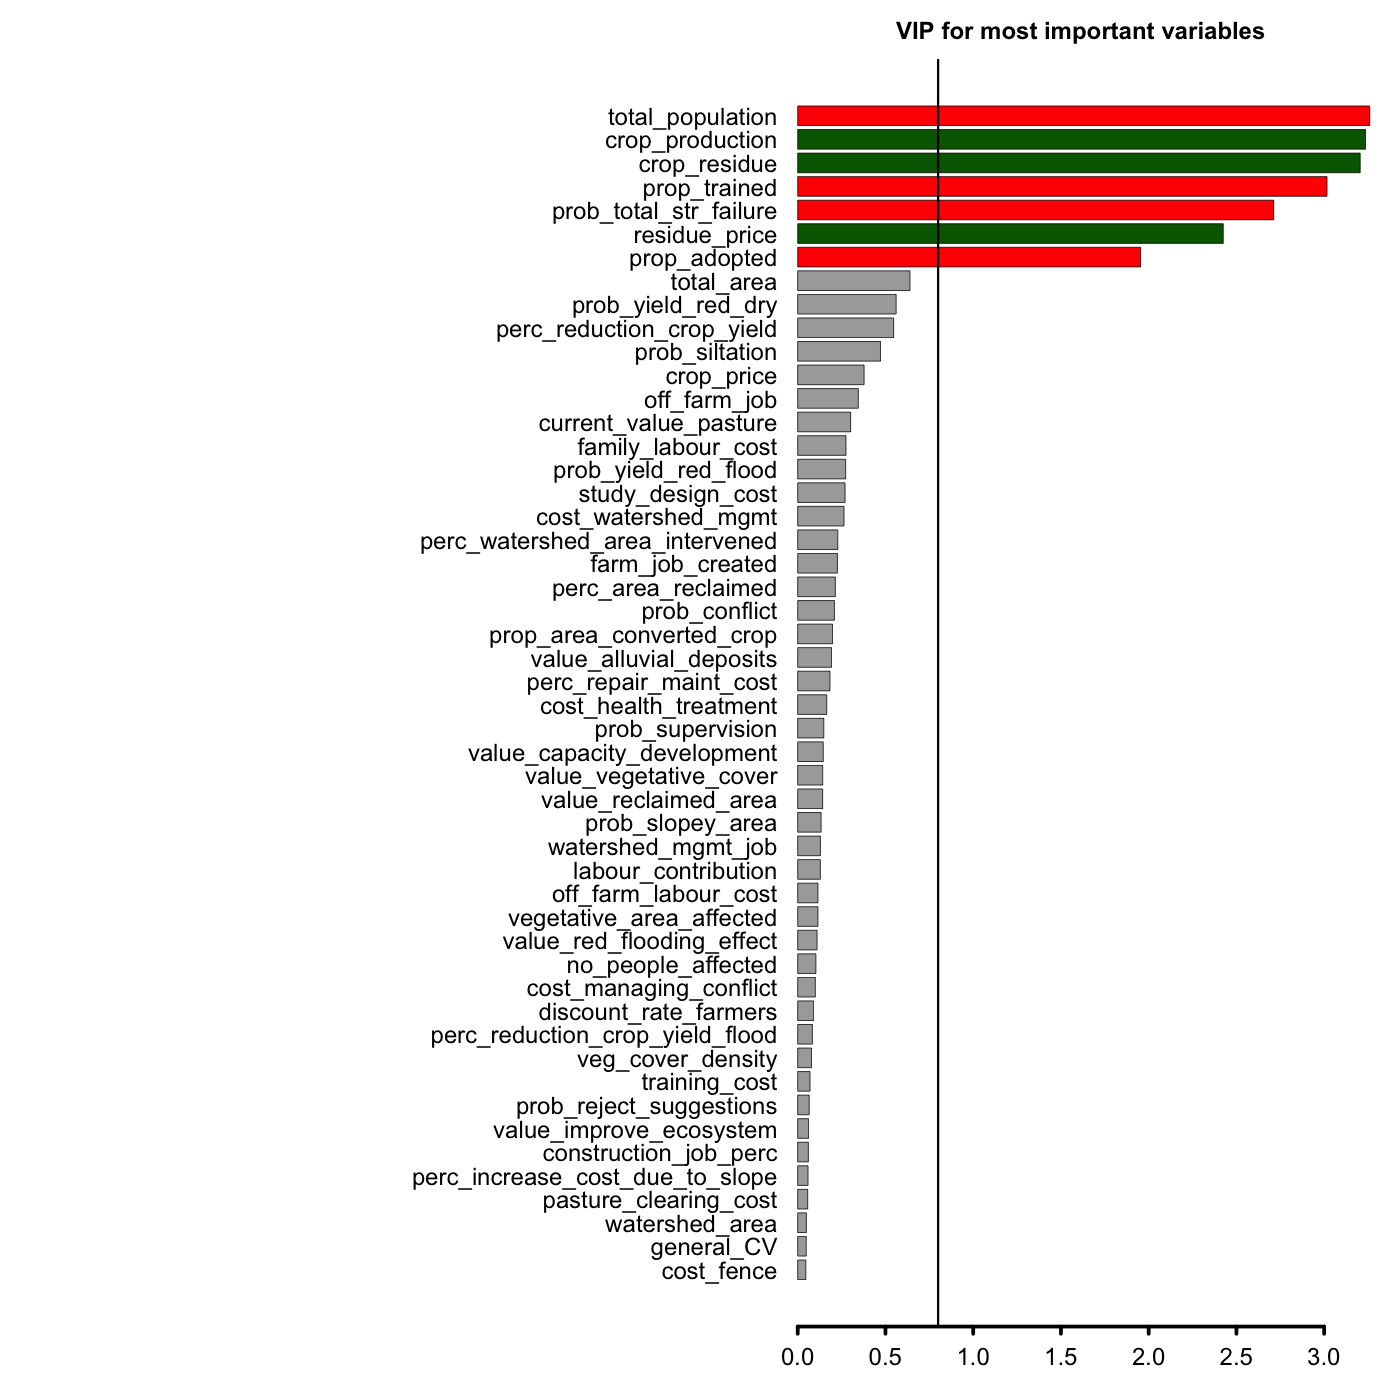 VIP for most important variables
total_population
crop_production
crop_residue
prop_trained
prob_total_str_failure
residue_price
prop_adopted
total_area
prob_yield_red_dry
perc_reduction_crop_yield
prob_siltation
crop_price
off_farm_job
current_value_pasture
family_labour_cost
prob_yield_red_flood
study_design_cost
cost_watershed_mgmt
perc_watershed_area_intervened
farm_job_created
perc_area_reclaimed
prob_conflict
prop_area_converted_crop
value_alluvial_deposits
perc_repair_maint_cost
cost_health_treatment
prob_supervision
value_capacity_development
value_vegetative_cover
value_reclaimed_area
prob_slopey_area
watershed_mgmt_job
labour_contribution
off_farm_labour_cost
vegetative_area_affected
value_red_flooding_effect
no_people_affected
cost_managing_conflict
discount_rate_farmers
perc_reduction_crop_yield_flood
veg_cover_density
training_cost
prob_reject_suggestions
value_improve_ecosystem
construction_job_perc
perc_increase_cost_due_to_slope
pasture_clearing_cost
watershed_area
general_CV
cost_fence
0.0 0.5 1.0 1.5 2.0 2.5 3.0